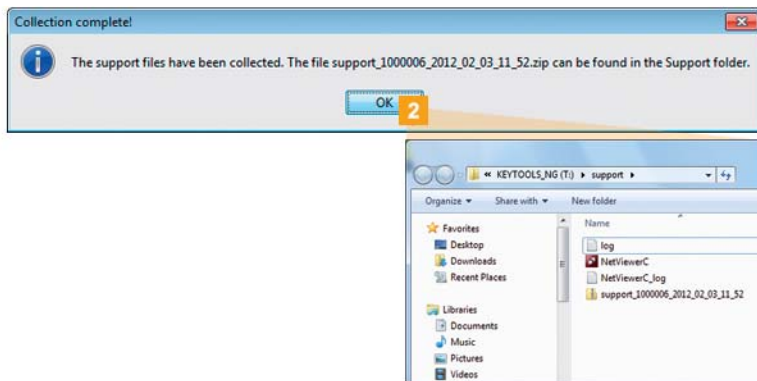 Collection complete!
The support files have been collected. The file support_1000006_2012_02_03_11_52.zip can be found in the Support folder.
OK
2
« KEYTOOLS_NG (T:) ▸ support ▸
Organize ▾ Share with ▾ New folder
Favorites
Desktop
Downloads
Recent Places
Libraries
Documents
Music
Pictures
Videos
Name
log
NetViewerC
NetViewerC_log
support_1000006_2012_02_03_11_52